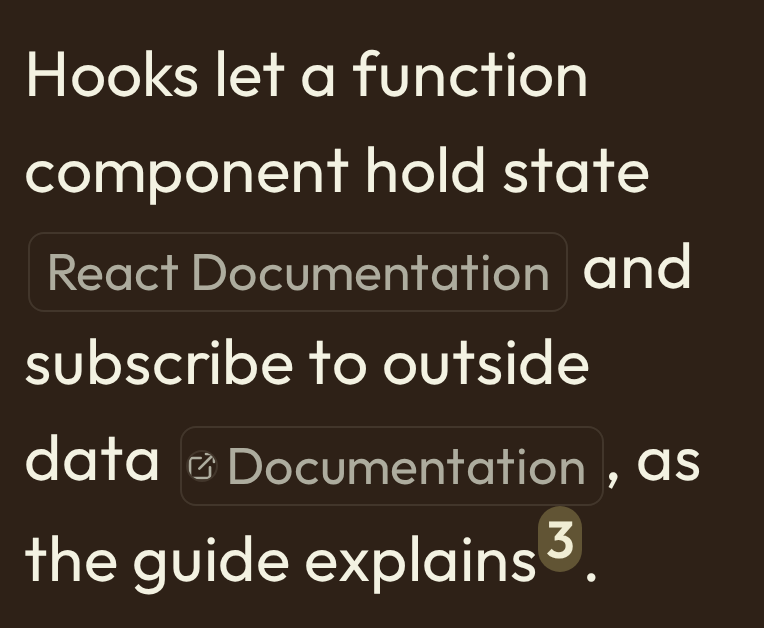 Hooks let a function
component hold state
React Documentation and
subscribe to outside
data Documentation, as
the guide explains3.